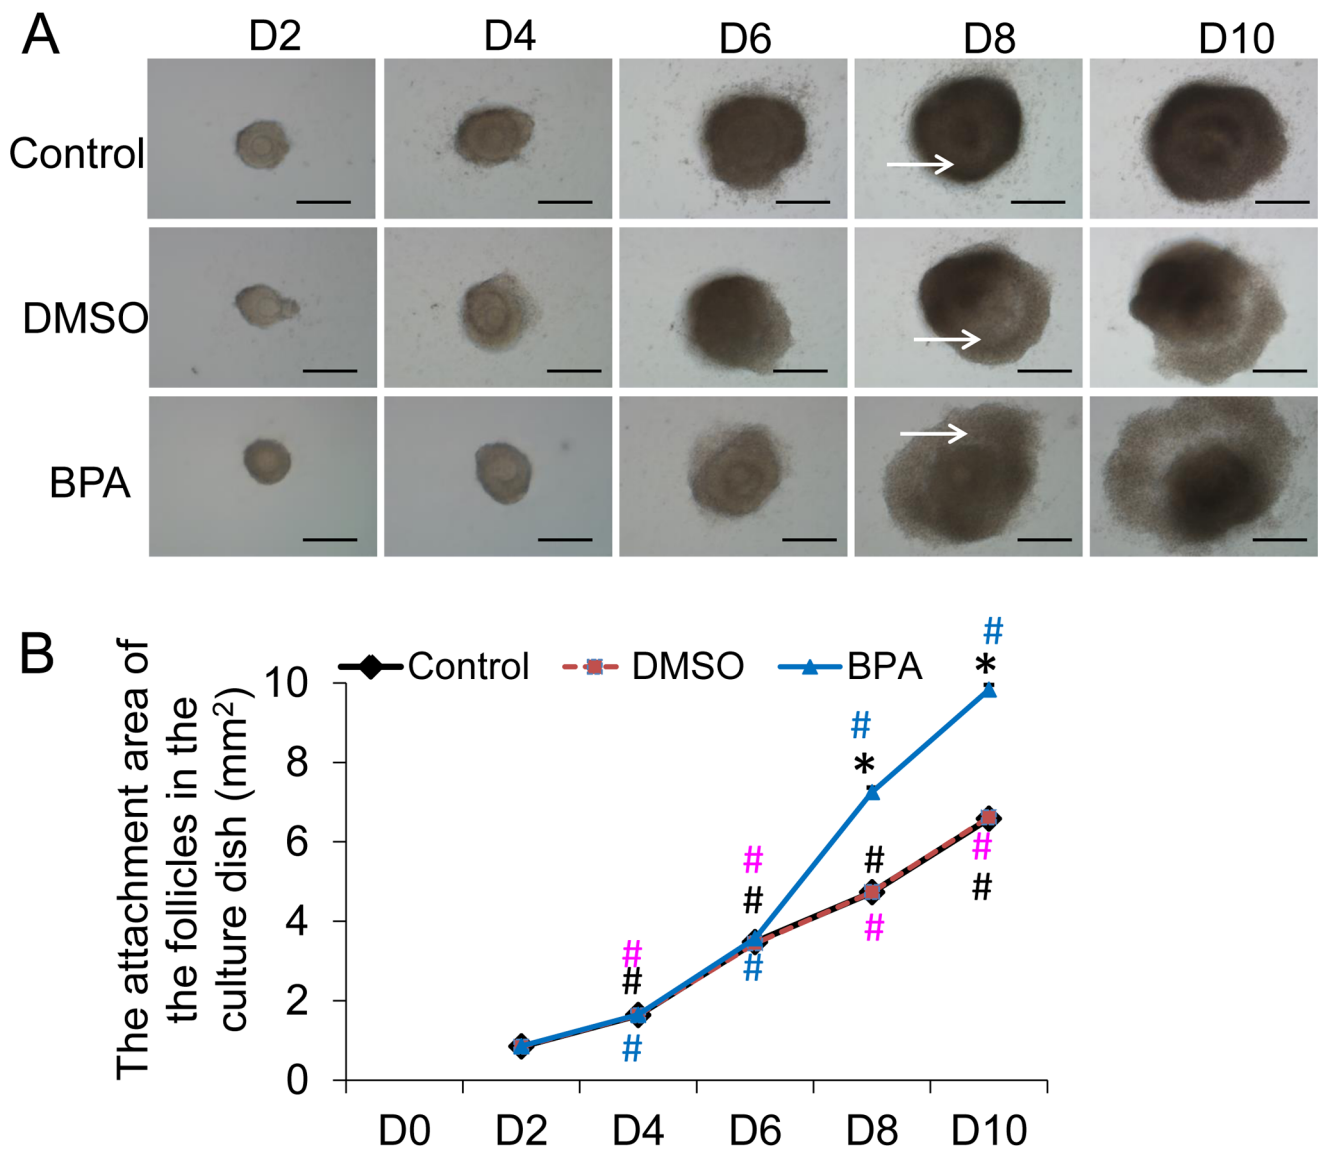 A
D2 D4 D6 D8 D10
Control
DMSO
BPA
B
The attachment area of
the follicles in the
culture dish (mm²)
Control DMSO BPA
10
8
6
4
2
0
#
*
#
*
#
#
#
#
#
#
#
#
#
#
#
#
D0 D2 D4 D6 D8 D10